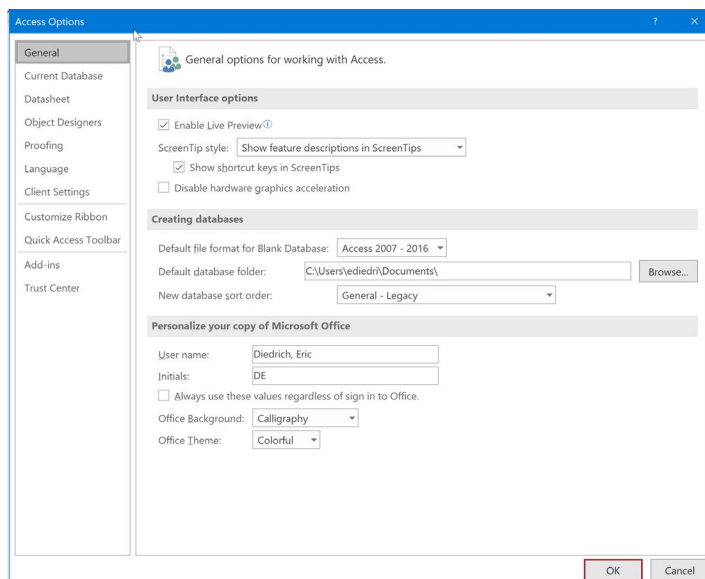 Access Options
General
Current Database
Datasheet
Object Designers
Proofing
Language
Client Settings
Customize Ribbon
Quick Access Toolbar
Add-ins
Trust Center
General options for working with Access.
User Interface options
Enable Live Preview
ScreenTip style: Show feature descriptions in ScreenTips
Show shortcut keys in ScreenTips
Disable hardware graphics acceleration
Creating databases
Default file format for Blank Database: Access 2007 - 2016
Default database folder: C:\Users\ediedri\Documents\ Browse...
New database sort order: General - Legacy
Personalize your copy of Microsoft Office
User name: Diedrich, Eric
Initials: DE
Always use these values regardless of sign in to Office.
Office Background: Calligraphy
Office Theme: Colorful
OK Cancel